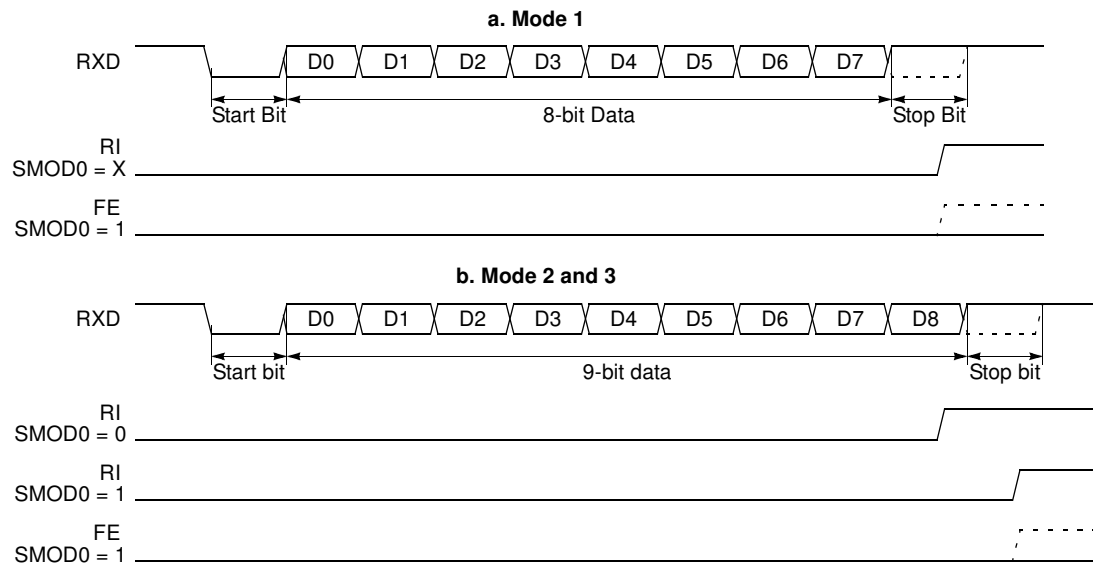 a. Mode 1
RXD D0 D1 D2 D3 D4 D5 D6 D7
Start Bit 8-bit Data Stop Bit
RI
SMOD0 = X
FE
SMOD0 = 1
b. Mode 2 and 3
RXD D0 D1 D2 D3 D4 D5 D6 D7 D8
Start bit 9-bit data Stop bit
RI
SMOD0 = 0
RI
SMOD0 = 1
FE
SMOD0 = 1